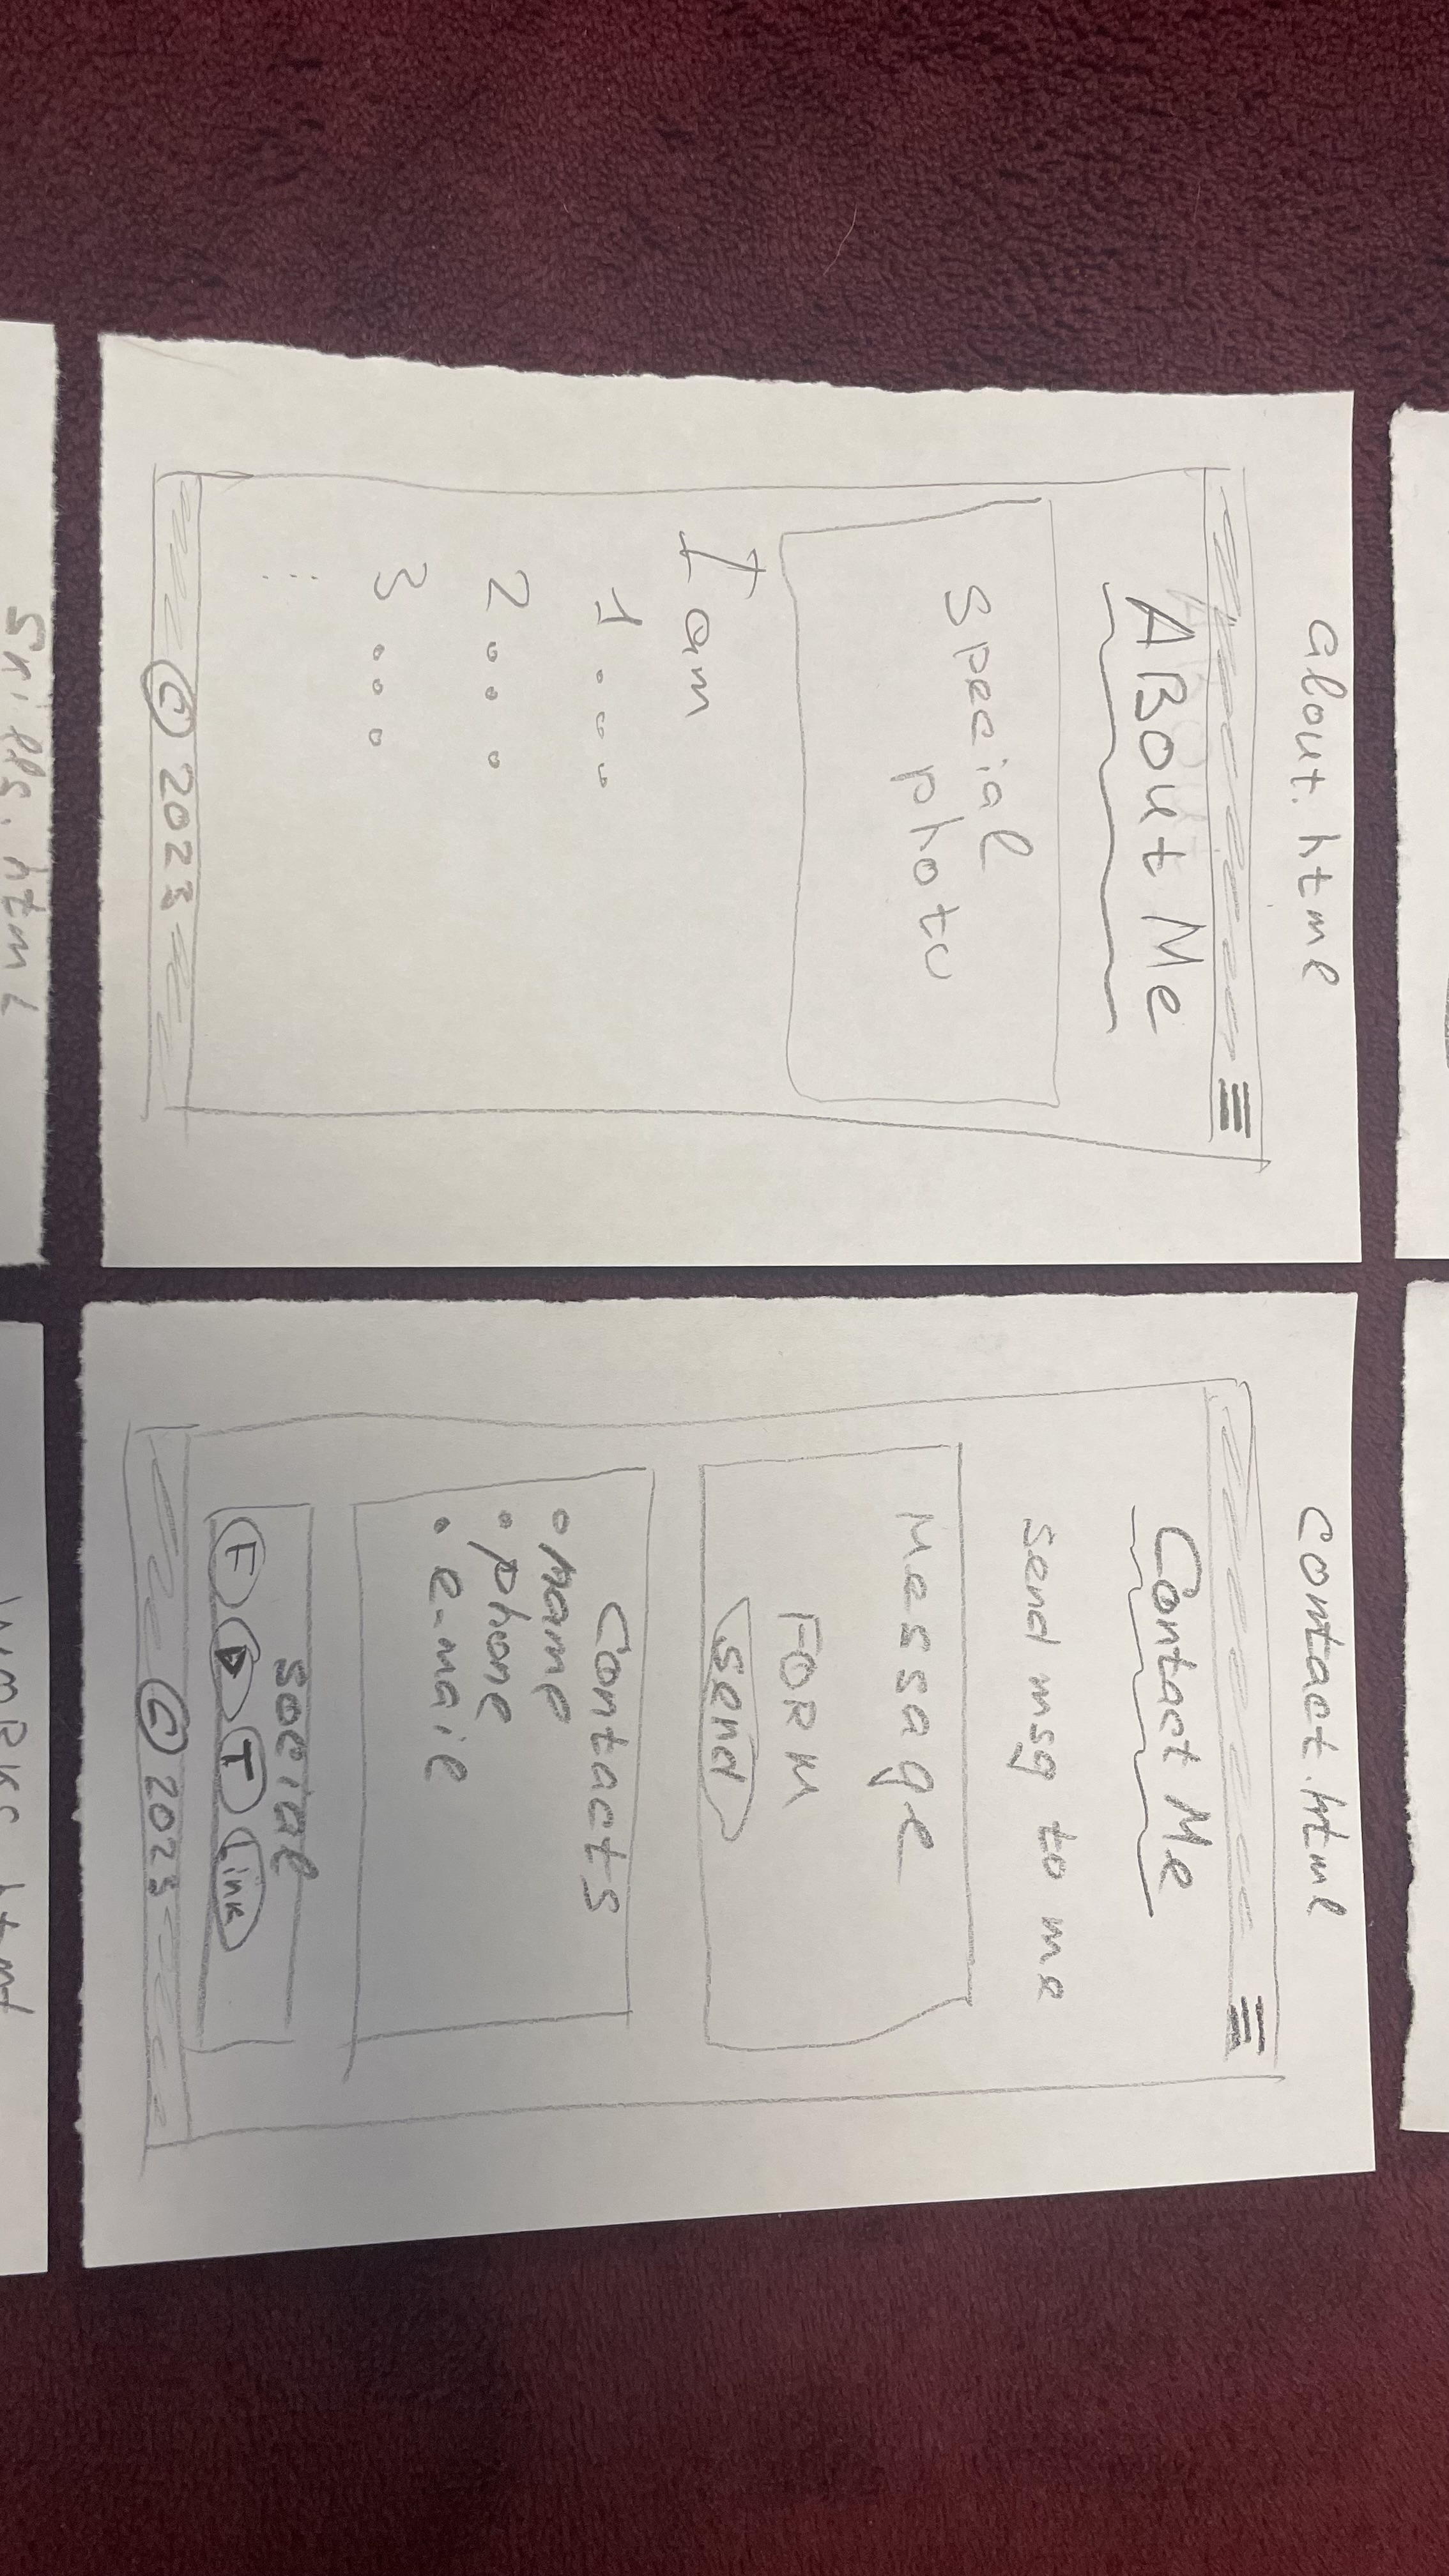 about.html
About
ABout Me
special
photo
I am
1 ...
2 ...
3 ...
© 2023
contact.html
Contact Me
send msg to me
Message
FORM
send
Contacts
• name
• phone
• e-mail
social
F T Link
© 2023
Skills.html
WORKS.html